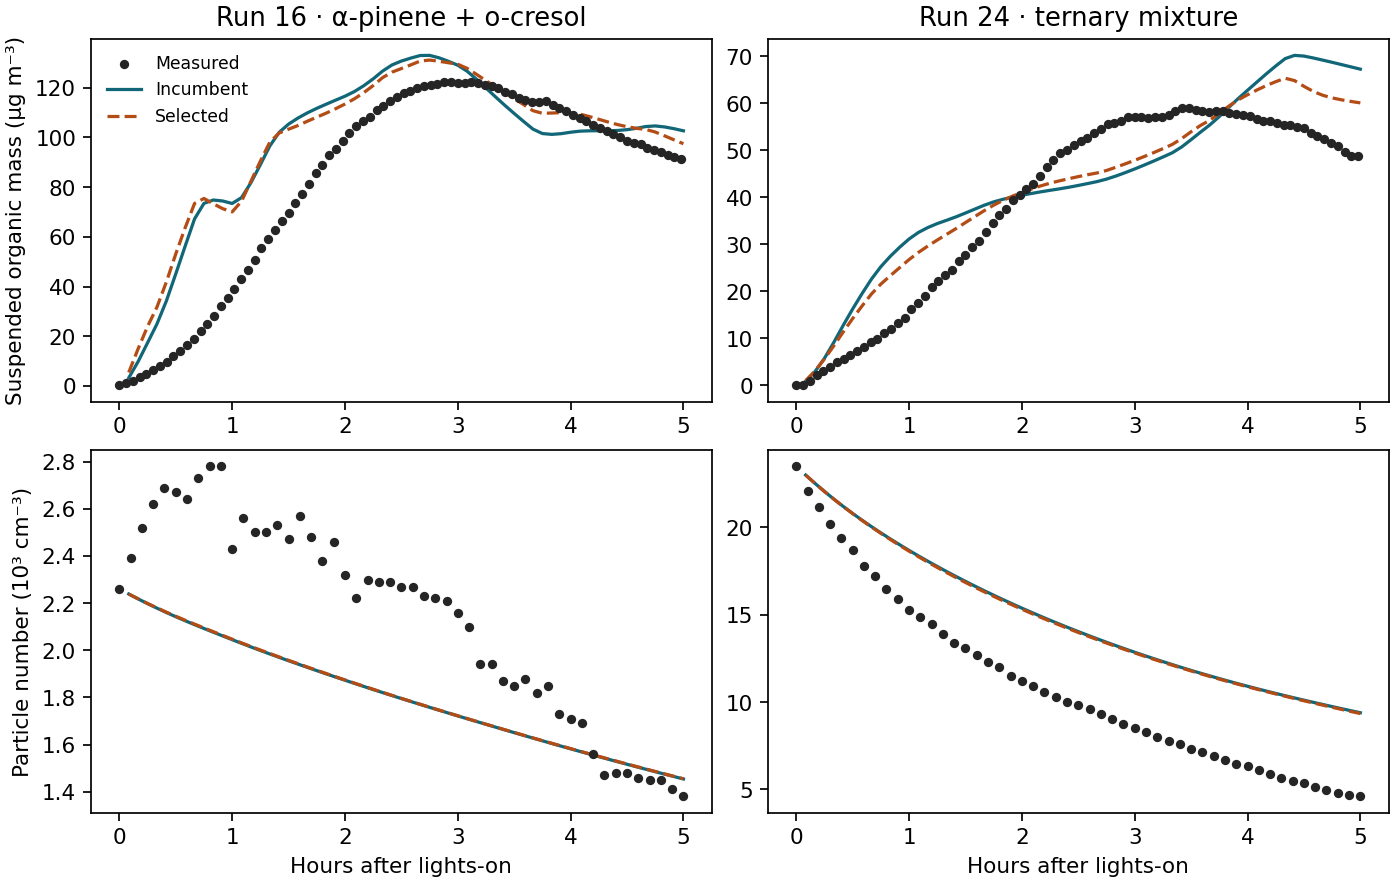 Run 16 · α-pinene + o-cresol
Run 24 · ternary mixture
Suspended organic mass (µg m⁻³)
Measured
Incumbent
Selected
120
100
80
60
40
20
0
0 1 2 3 4 5
70
60
50
40
30
20
10
0
0 1 2 3 4 5
Particle number (10³ cm⁻³)
2.8
2.6
2.4
2.2
2.0
1.8
1.6
1.4
0 1 2 3 4 5
Hours after lights-on
20
15
10
5
0 1 2 3 4 5
Hours after lights-on